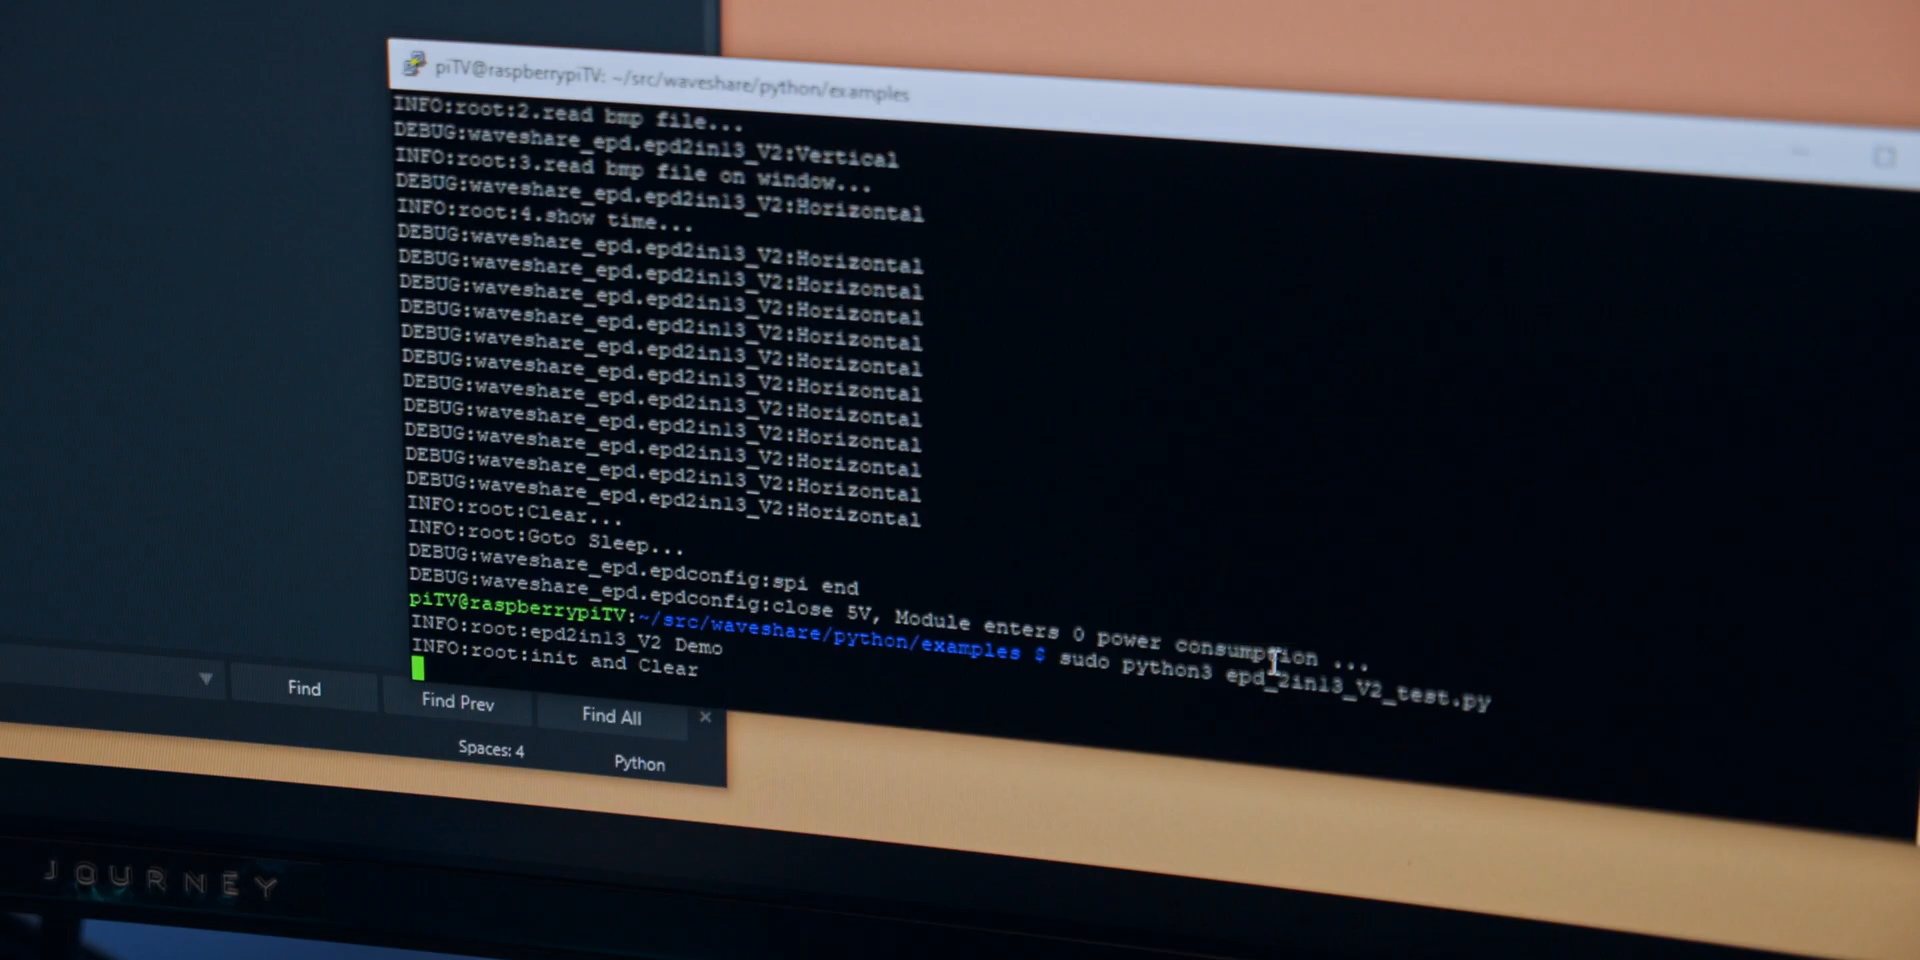 piTV@raspberrypiTV: ~/src/waveshare/python/examples
INFO:root:2.read bmp file...
DEBUG:waveshare_epd.epd2in13_V2:Vertical
INFO:root:3.read bmp file on window...
DEBUG:waveshare_epd.epd2in13_V2:Horizontal
INFO:root:4.show time...
DEBUG:waveshare_epd.epd2in13_V2:Horizontal
DEBUG:waveshare_epd.epd2in13_V2:Horizontal
DEBUG:waveshare_epd.epd2in13_V2:Horizontal
DEBUG:waveshare_epd.epd2in13_V2:Horizontal
DEBUG:waveshare_epd.epd2in13_V2:Horizontal
DEBUG:waveshare_epd.epd2in13_V2:Horizontal
DEBUG:waveshare_epd.epd2in13_V2:Horizontal
DEBUG:waveshare_epd.epd2in13_V2:Horizontal
DEBUG:waveshare_epd.epd2in13_V2:Horizontal
DEBUG:waveshare_epd.epd2in13_V2:Horizontal
DEBUG:waveshare_epd.epd2in13_V2:Horizontal
INFO:root:Clear...
INFO:root:Goto Sleep...
DEBUG:waveshare_epd.epdconfig:spi end
DEBUG:waveshare_epd.epdconfig:close 5V, Module enters 0 power consumption ...
piTV@raspberrypiTV:~/src/waveshare/python/examples $ sudo python3 epd_2in13_V2_test.py
INFO:root:epd2in13_V2 Demo
INFO:root:init and Clear
Find
Find Prev
Find All
Spaces: 4
Python
JOURNEY